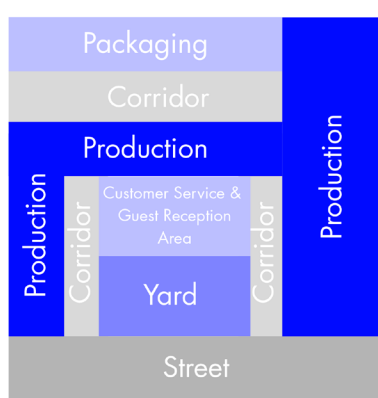 Packaging
Corridor
Production
Production
Production
Customer Service &
Guest Reception
Area
Corridor
Corridor
Yard
Street